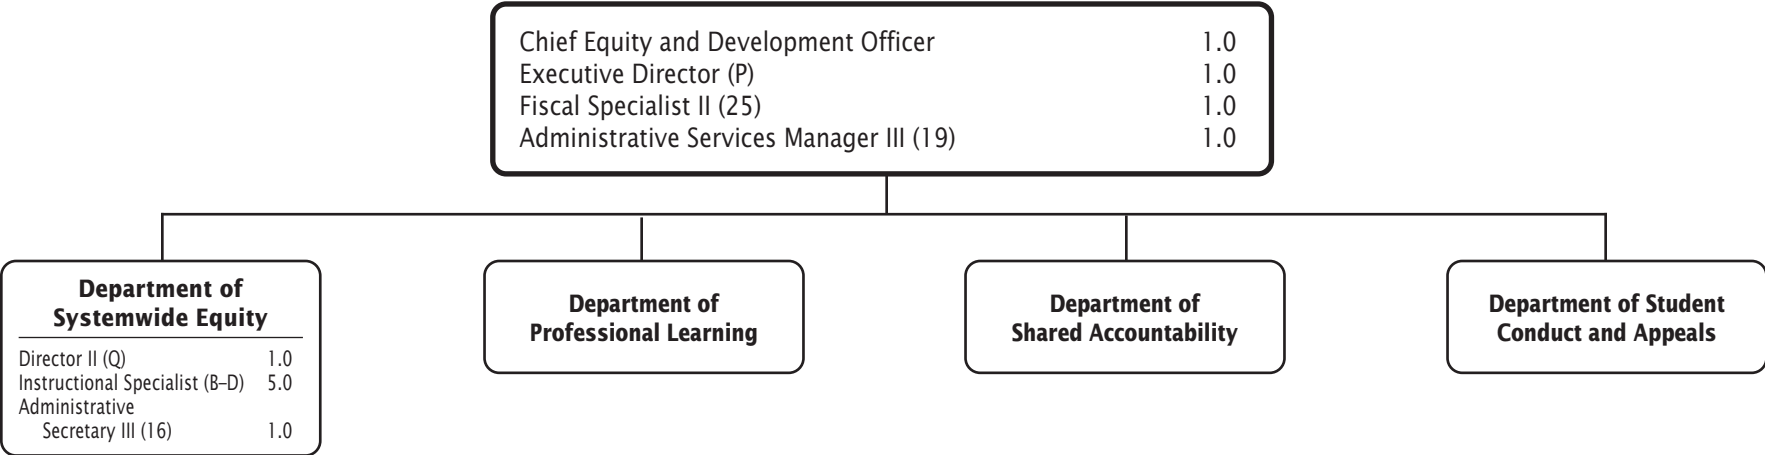 Chief Equity and Development Officer 1.0
Executive Director (P) 1.0
Fiscal Specialist II (25) 1.0
Administrative Services Manager III (19) 1.0
Department of
Systemwide Equity
Director II (Q) 1.0
Instructional Specialist (B–D) 5.0
Administrative
Secretary III (16) 1.0
Department of
Professional Learning
Department of
Shared Accountability
Department of Student
Conduct and Appeals